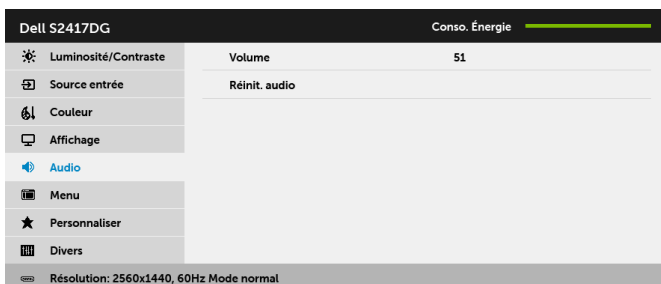 Dell S2417DG Conso. Énergie
Luminosité/Contraste Volume 51
Source entrée Réinit. audio
Couleur
Affichage
Audio
Menu
Personnaliser
Divers
Résolution: 2560x1440, 60Hz Mode normal